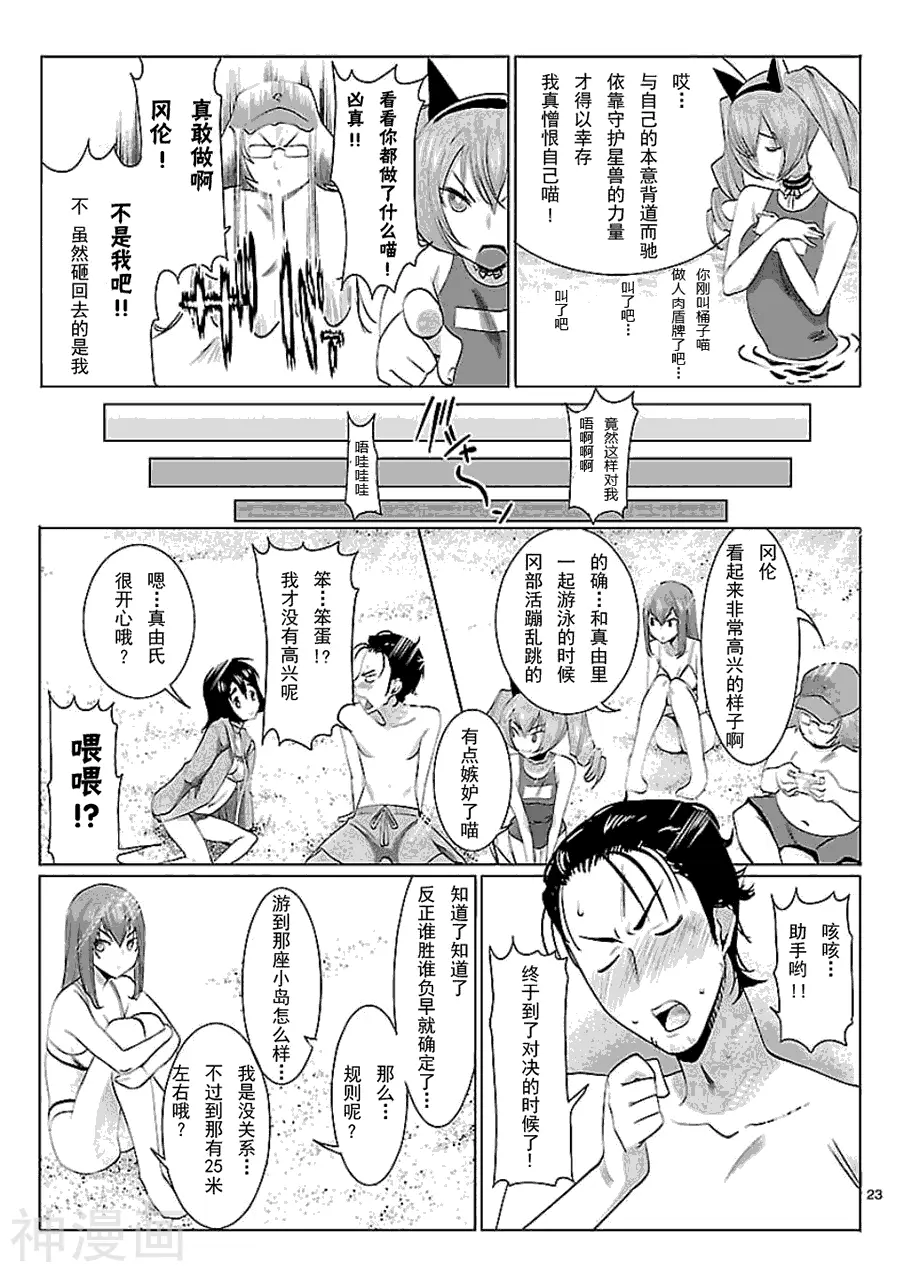 哎…
与自己的本意背道而驰
依靠守护星兽的力量
才得以幸存
我真憎恨自己喵！
你刚叫桶子喵
做人肉盾牌了吧…
叫了吧…
叫了吧
看看你都做了什么喵！
凶真!!
真敢做啊
冈伦！
不是我吧!!
不 虽然砸回去的是我
竟然这样对我
唔啊啊啊
唔哇哇哇
冈伦
看起来非常高兴的样子啊
的确…和真由里
一起游泳的时候
冈部活蹦乱跳的
有点嫉妒了喵
笨…笨蛋!?
我才没有高兴呢
嗯…真由氏
很开心哦？
喂喂!?
咳咳…
助手哟!!
终于到了对决的时候了！
知道了知道了
反正谁胜谁负早就确定了…
那么…
规则呢？
游到那座小岛怎么样…
我是没关系…
不过到那有25米
左右哦？
23
神漫画